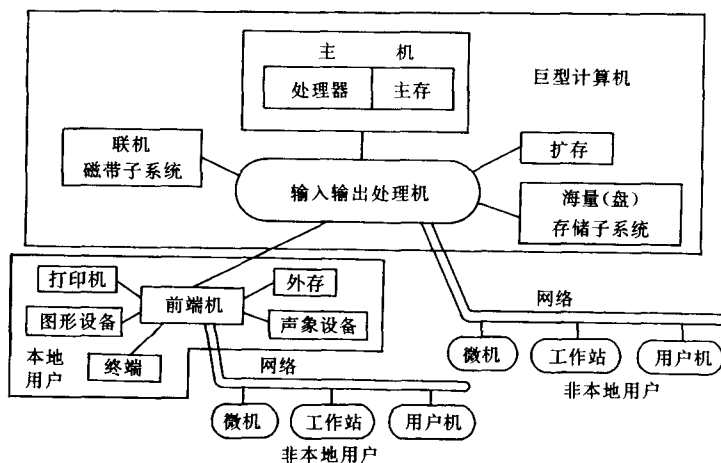 主 机
处理器 主存
巨型计算机
联机
磁带子系统
扩存
输入输出处理机
海量(盘)
存储子系统
打印机
外存
前端机
图形设备
声象设备
本地
用户
终端
网络
微机 工作站 用户机
非本地用户
网络
微机 工作站 用户机
非本地用户